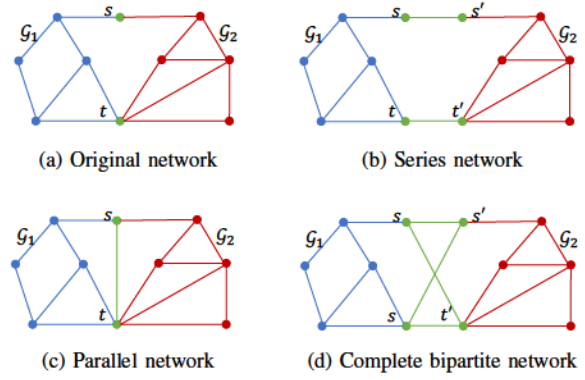 s
s
s'
𝒢₁
𝒢₂
𝒢₁
𝒢₂
t
t
t'
(a) Original network
(b) Series network
s
s
s'
𝒢₁
𝒢₂
𝒢₁
𝒢₂
t
s
t'
(c) Parallel network
(d) Complete bipartite network